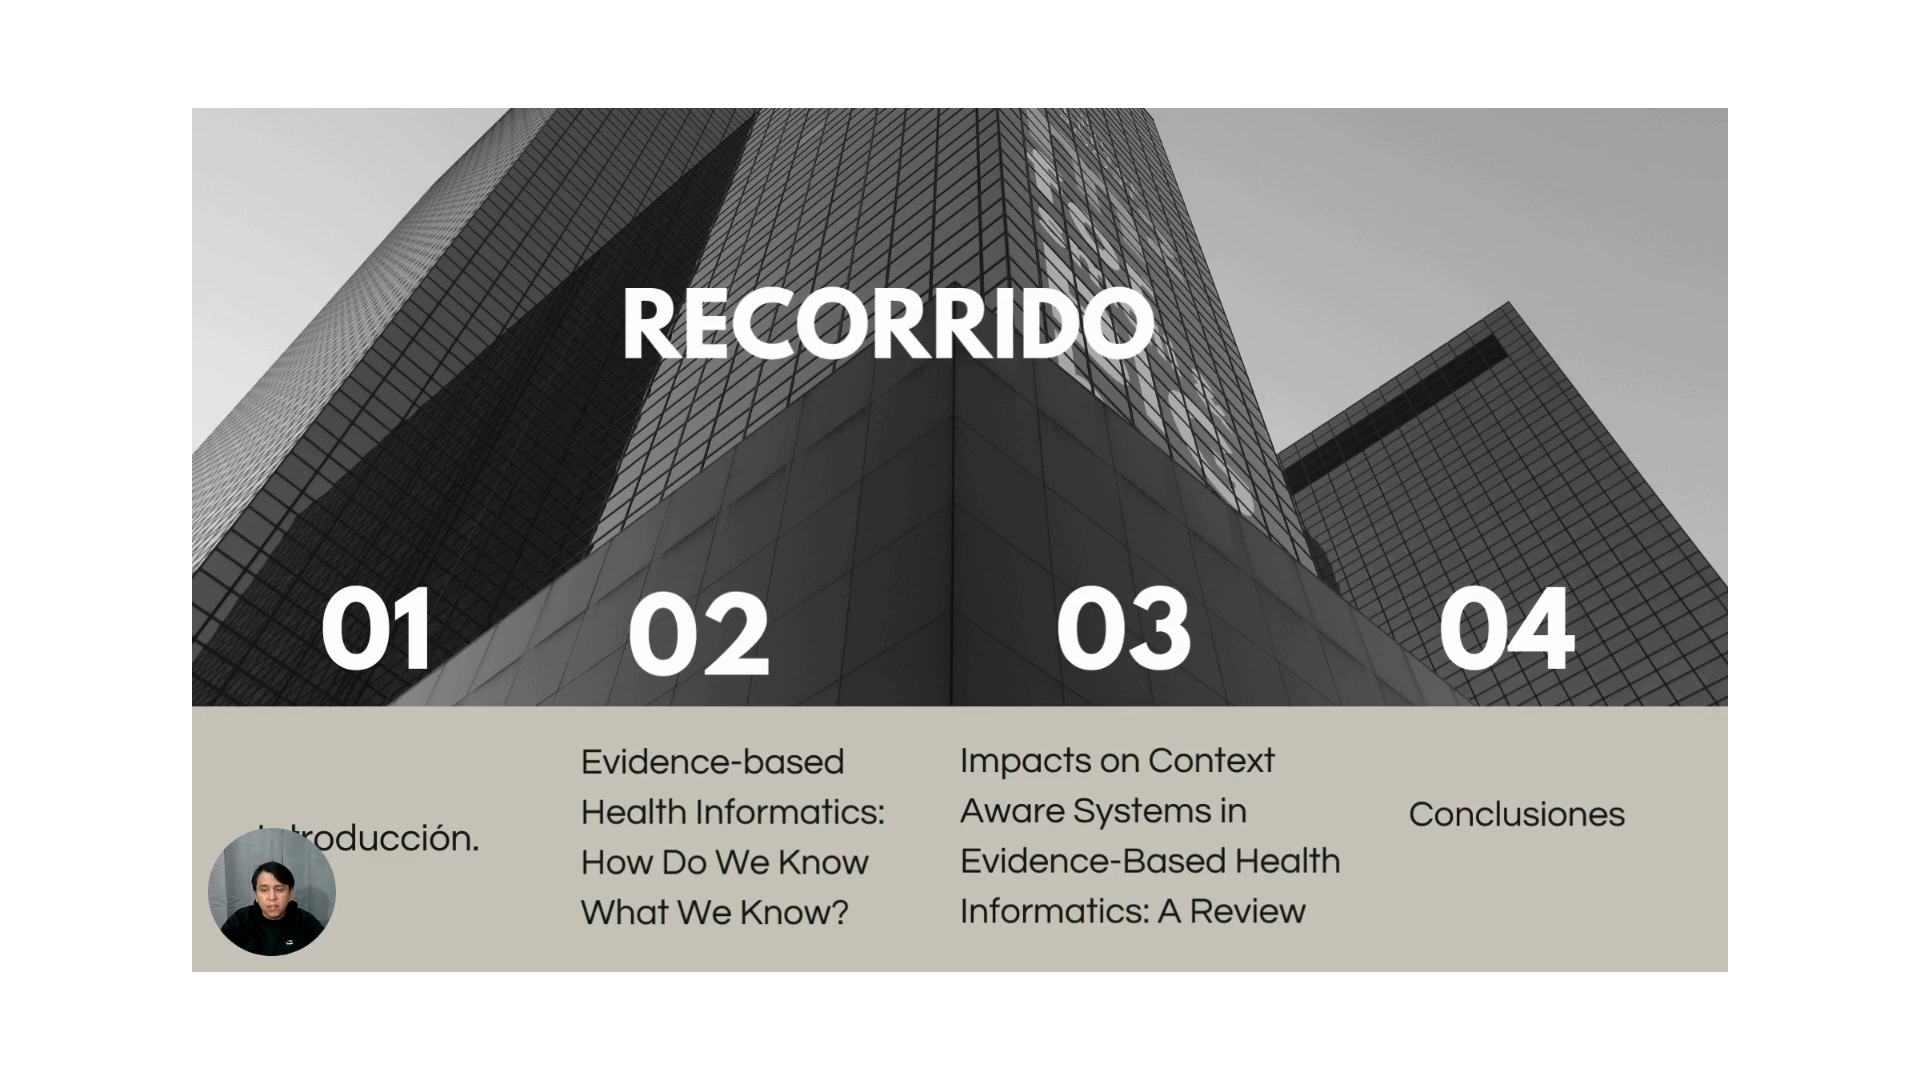 RECORRIDO
01
02
03
04
Introducción.
Evidence-based
Health Informatics:
How Do We Know
What We Know?
Impacts on Context
Aware Systems in
Evidence-Based Health
Informatics: A Review
Conclusiones